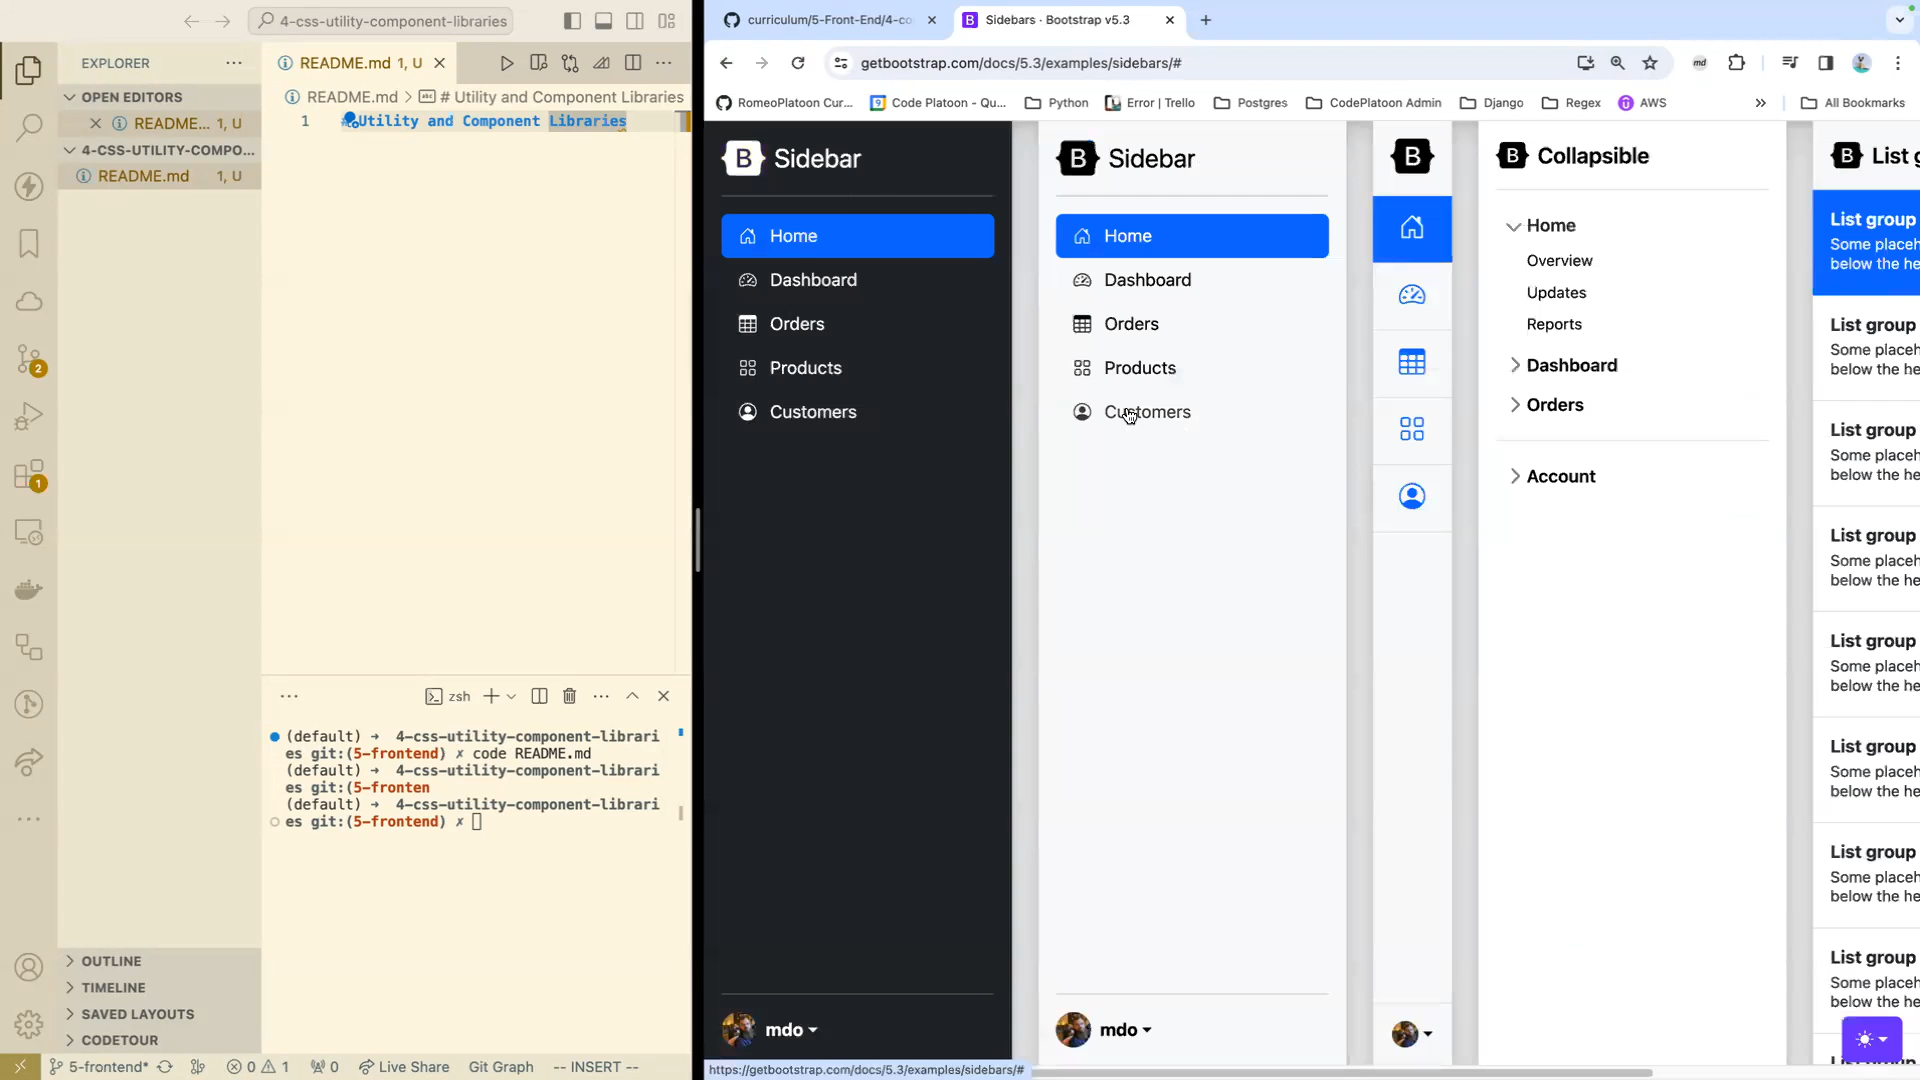 4-css-utility-component-libraries
EXPLORER
OPEN EDITORS
README... 1, U
4-CSS-UTILITY-COMPO...
README.md 1, U
README.md 1, U
README.md > # Utility and Component Libraries
1 # Utility and Component Libraries
zsh
(default) → 4-css-utility-component-librari
es git:(5-frontend) ✗ code README.md
(default) → 4-css-utility-component-librari
es git:(5-fronten
(default) → 4-css-utility-component-librari
es git:(5-frontend) ✗
OUTLINE
TIMELINE
SAVED LAYOUTS
CODETOUR
2
1
5-frontend* 0 1 0 Live Share Git Graph -- INSERT --
curriculum/5-Front-End/4-co
Sidebars · Bootstrap v5.3
getbootstrap.com/docs/5.3/examples/sidebars/#
md
RomeoPlatoon Cur... Code Platoon - Qu... Python Error | Trello Postgres CodePlatoon Admin Django Regex AWS » All Bookmarks
B Sidebar
Home
Dashboard
Orders
Products
Customers
mdo
B Sidebar
Home
Dashboard
Orders
Products
Customers
mdo
B
B Collapsible
Home
Overview
Updates
Reports
Dashboard
Orders
Account
B List g
List group
Some placeh
below the he
List group
Some placeh
below the he
List group
Some placeh
below the he
List group
Some placeh
below the he
List group
Some placeh
below the he
List group
Some placeh
below the he
List group
Some placeh
below the he
List group
Some placeh
below the he
https://getbootstrap.com/docs/5.3/examples/sidebars/#